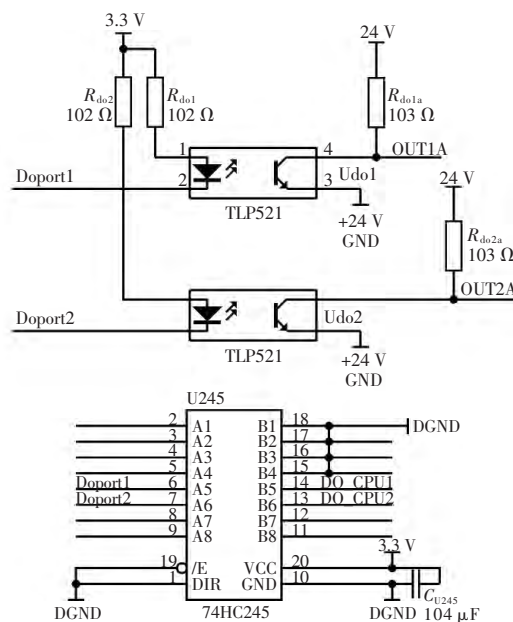 3.3 V
24 V
Rdo2
102 Ω
Rdo1
102 Ω
Rdo1a
103 Ω
1
4
OUT1A
Doport1
2
3
Udo1
24 V
TLP521
+24 V
GND
Rdo2a
103 Ω
OUT2A
Doport2
Udo2
TLP521
+24 V
GND
U245
2 A1 B1 18 DGND
3 A2 B2 17
4 A3 B3 16
5 A4 B4 15
Doport1 6 A5 B5 14 DO_CPU1
Doport2 7 A6 B6 13 DO_CPU2
8 A7 B7 12
9 A8 B8 11
3.3 V
19 /E VCC 20
1 DIR GND 10
DGND
74HC245
DGND
CU245
104 μF